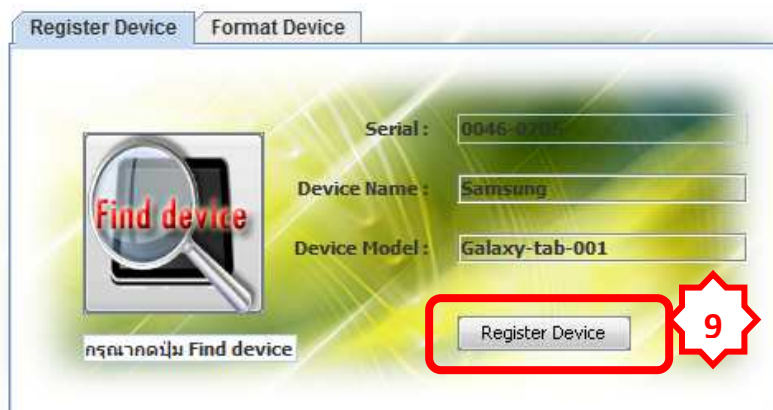 Register Device
Format Device
Serial :
0046-0705
Find device
Device Name :
Samsung
Device Model :
Galaxy-tab-001
Register Device
9
กรุณากดปุ่ม Find device